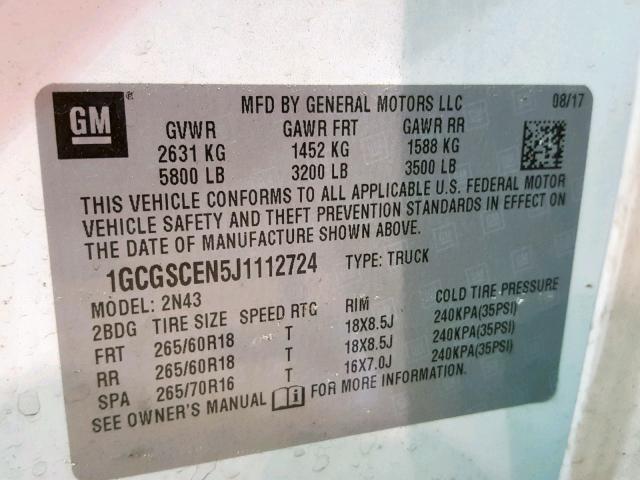 GM
MFD BY GENERAL MOTORS LLC 08/17
GVWR GAWR FRT GAWR RR
2631 KG 1452 KG 1588 KG
5800 LB 3200 LB 3500 LB
THIS VEHICLE CONFORMS TO ALL APPLICABLE U.S. FEDERAL MOTOR
VEHICLE SAFETY AND THEFT PREVENTION STANDARDS IN EFFECT ON
THE DATE OF MANUFACTURE SHOWN ABOVE.
1GCGSCEN5J1112724 TYPE: TRUCK
MODEL: 2N43
2BDG TIRE SIZE SPEED RTG RIM COLD TIRE PRESSURE
FRT 265/60R18 T 18X8.5J 240KPA(35PSI)
RR 265/60R18 T 18X8.5J 240KPA(35PSI)
SPA 265/70R16 T 16X7.0J 240KPA(35PSI)
SEE OWNER'S MANUAL FOR MORE INFORMATION.